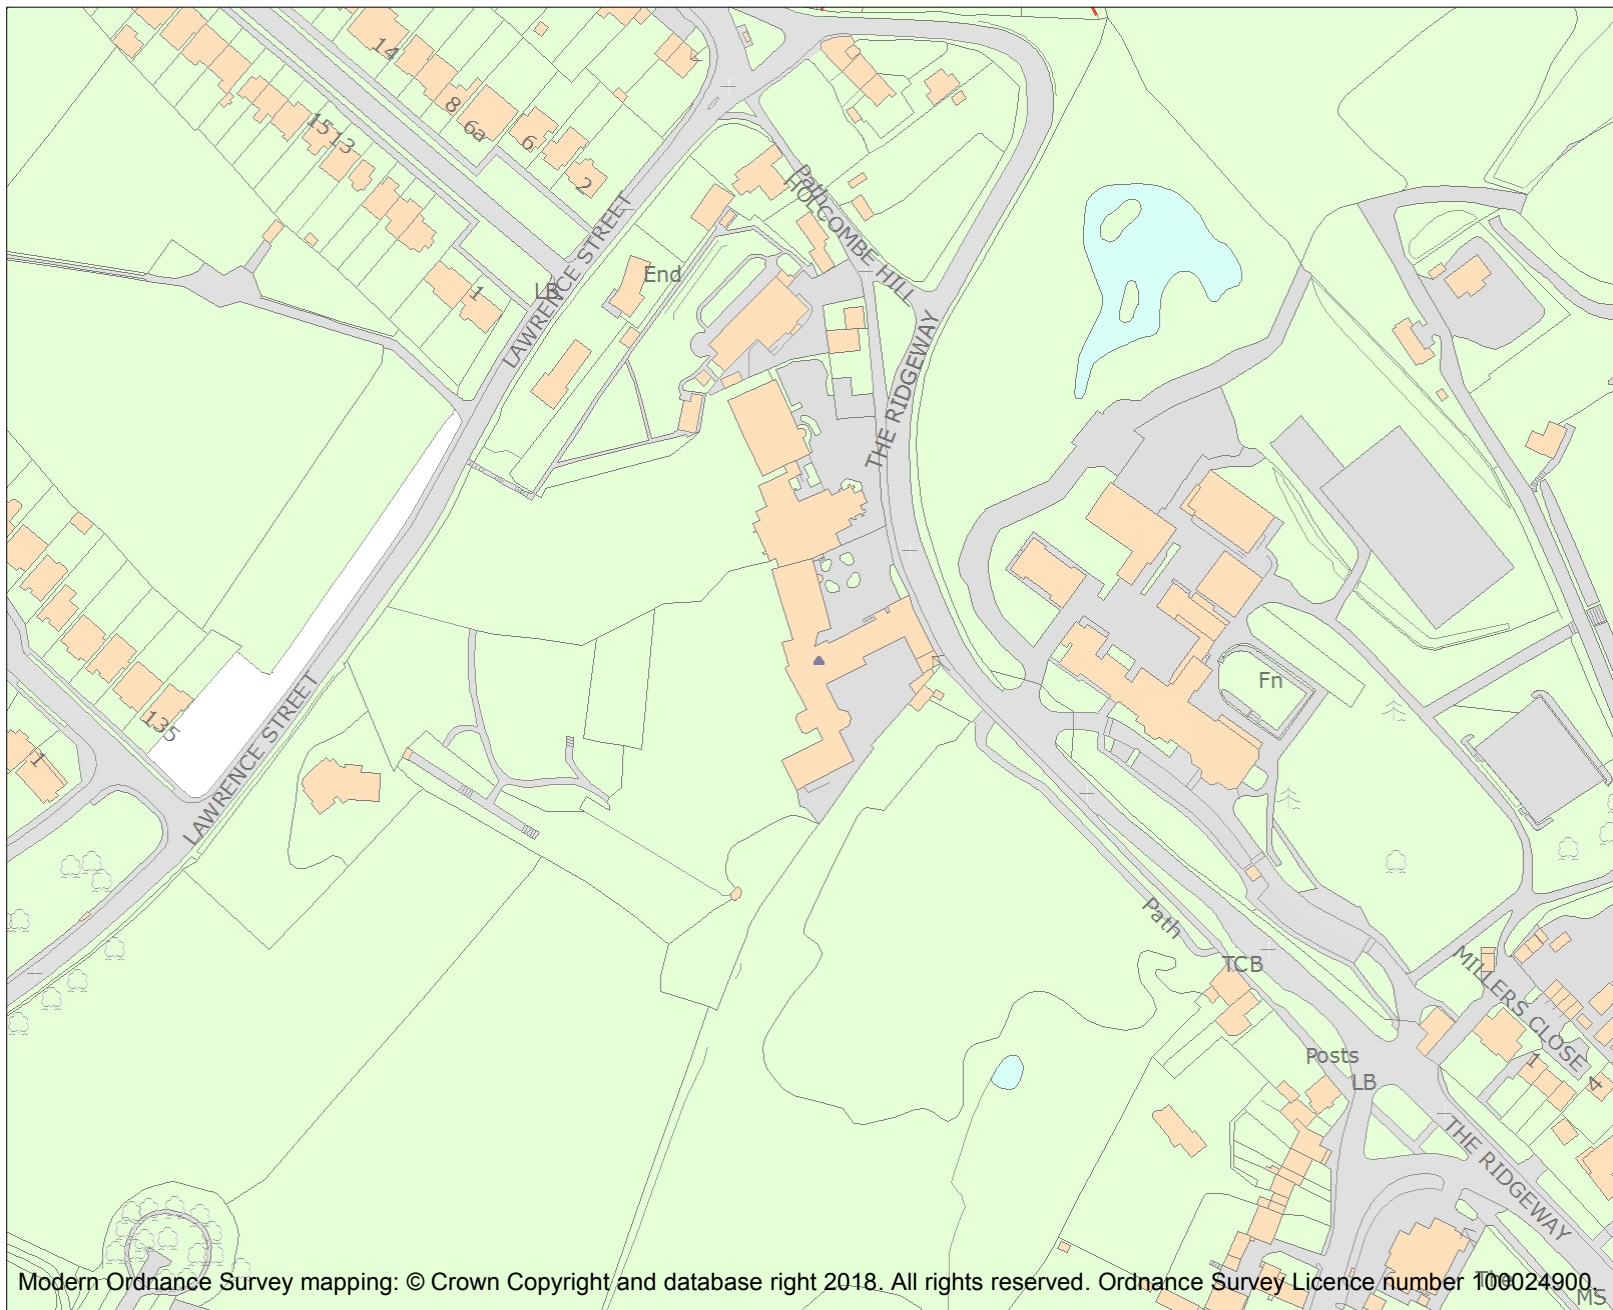 14
8
6a
6
2
1513
Path
HOLCOMBE HILL
LAWRENCE STREET
End
LB
1
THE RIDGEWAY
Fn
135
1
LAWRENCE STREET
Path
TCB
MILLERS CLOSE
Posts
1
4
LB
THE RIDGEWAY
The
Modern Ordnance Survey mapping: © Crown Copyright and database right 2018. All rights reserved. Ordnance Survey Licence number 100024900.
MS